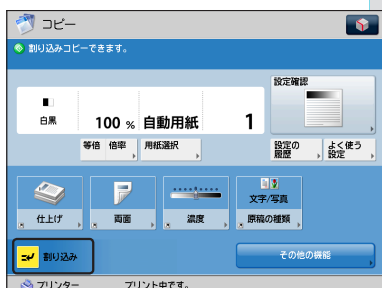 コピー
割り込みコピーできます。
設定確認
白黒
100 % 自動用紙 1
等倍 倍率 用紙選択
設定の
履歴
よく使う
設定
仕上げ
両面
濃度
文字/写真
原稿の種類
割り込み
その他の機能
プリンター プリント中です。